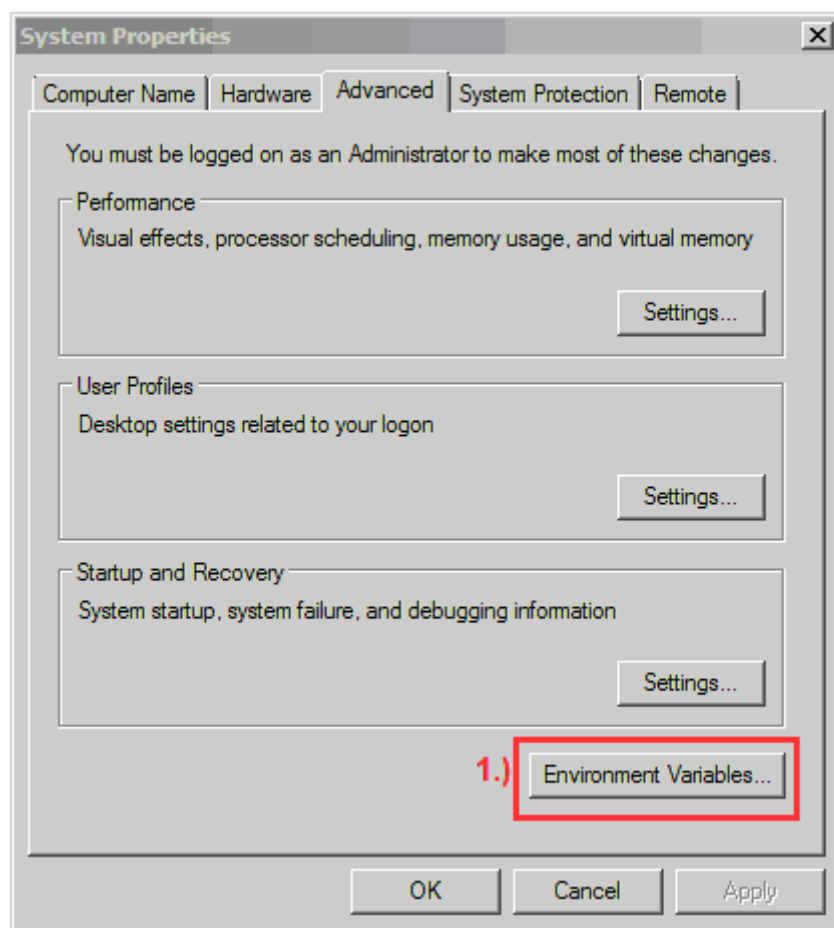 System Properties
Computer Name Hardware Advanced System Protection Remote
You must be logged on as an Administrator to make most of these changes.
Performance
Visual effects, processor scheduling, memory usage, and virtual memory
Settings...
User Profiles
Desktop settings related to your logon
Settings...
Startup and Recovery
System startup, system failure, and debugging information
Settings...
1.) Environment Variables...
OK Cancel Apply